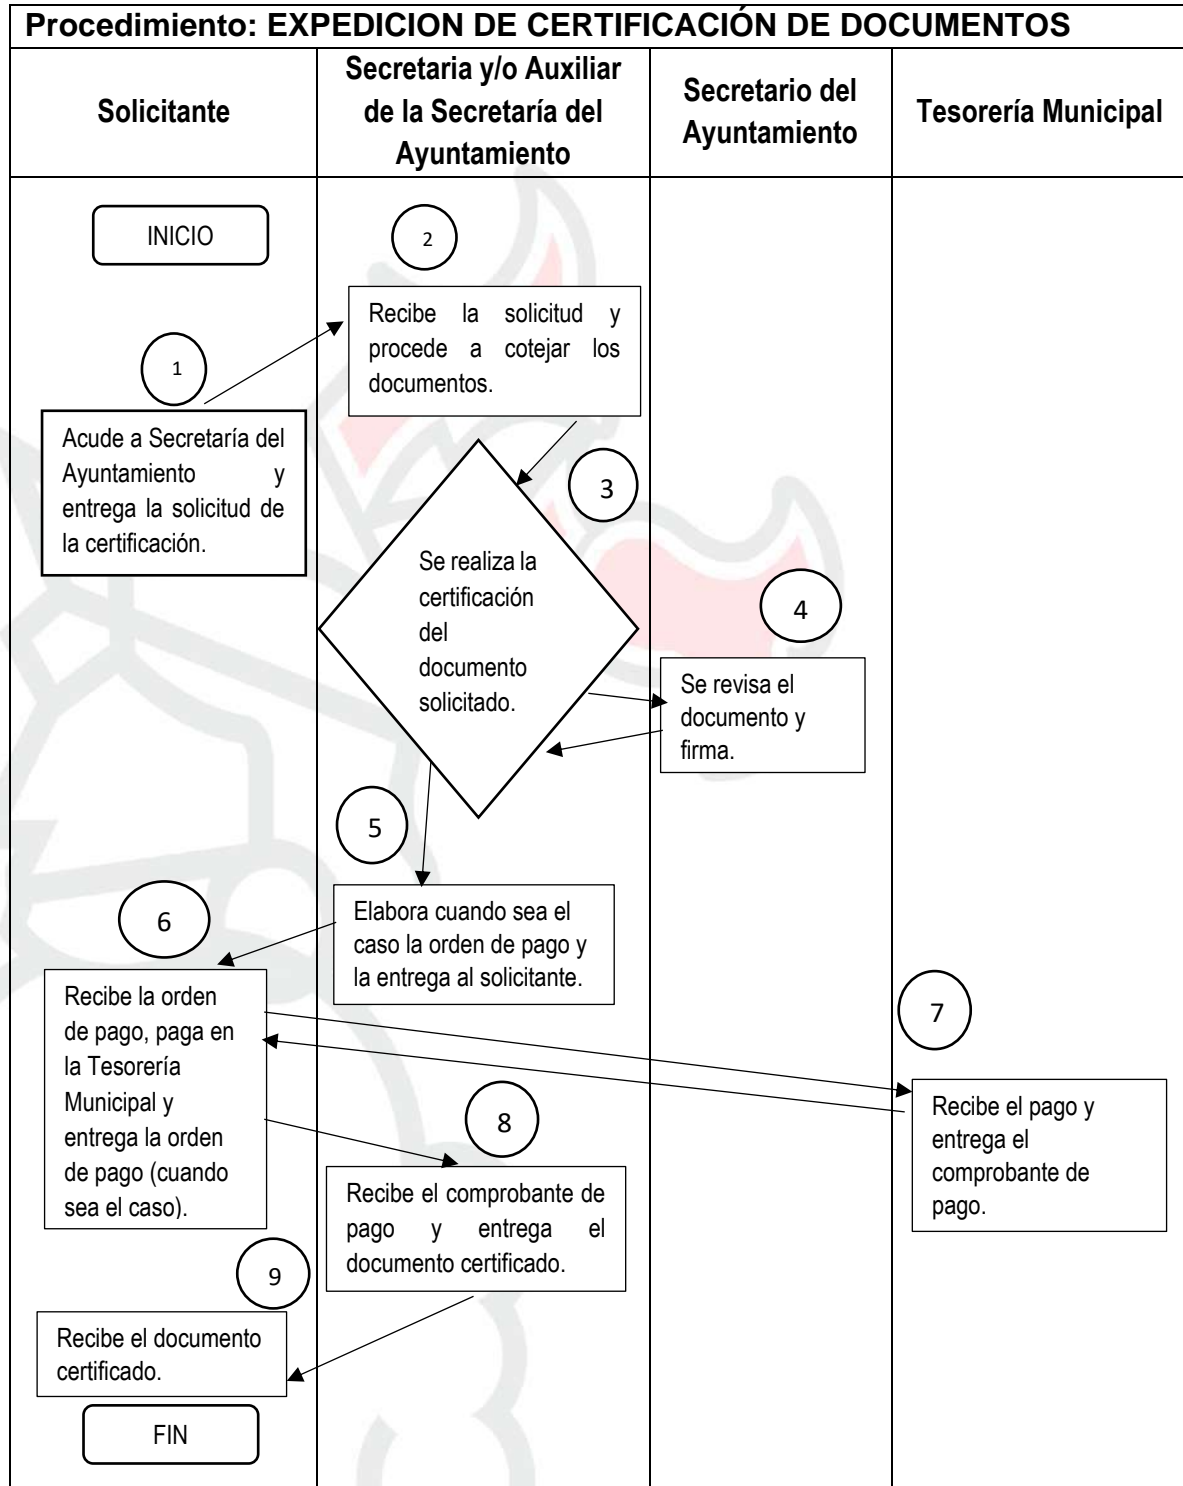 Procedimiento: EXPEDICION DE CERTIFICACIÓN DE DOCUMENTOS
Solicitante
Secretaria y/o Auxiliar
de la Secretaría del
Ayuntamiento
Secretario del
Ayuntamiento
Tesorería Municipal
INICIO
1
Acude a Secretaría del
Ayuntamiento y
entrega la solicitud de
la certificación.
2
Recibe la solicitud y
procede a cotejar los
documentos.
3
Se realiza la
certificación
del
documento
solicitado.
4
Se revisa el
documento y
firma.
5
Elabora cuando sea el
caso la orden de pago y
la entrega al solicitante.
6
Recibe la orden
de pago, paga en
la Tesorería
Municipal y
entrega la orden
de pago (cuando
sea el caso).
7
Recibe el pago y
entrega el
comprobante de
pago.
8
Recibe el comprobante de
pago y entrega el
documento certificado.
9
Recibe el documento
certificado.
FIN